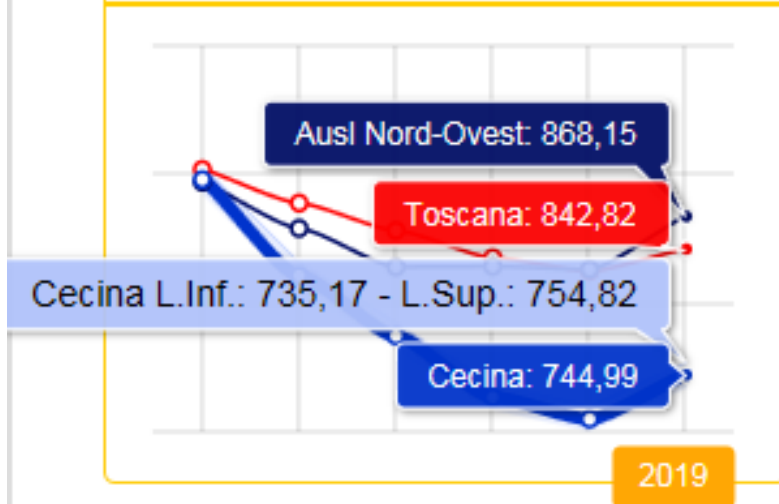 Ausl Nord-Ovest: 868,15
Toscana: 842,82
Cecina L.Inf.: 735,17 - L.Sup.: 754,82
Cecina: 744,99
2019